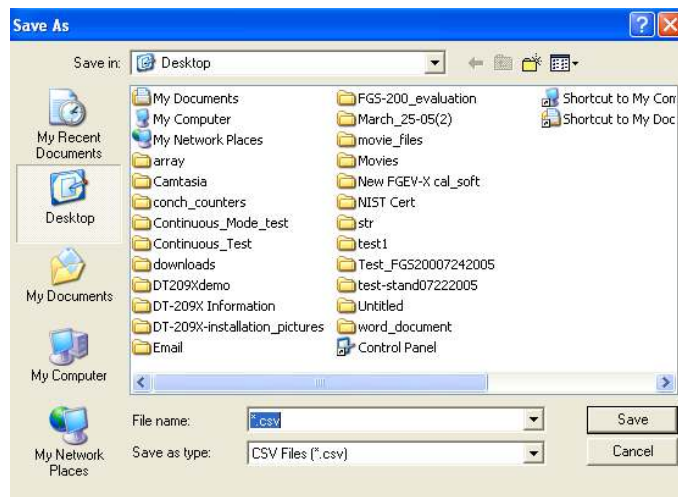 Save As
Save in:
Desktop
My Recent
Documents
Desktop
My Documents
My Computer
My Network
Places
My Documents
My Computer
My Network Places
array
Camtasia
conch_counters
Continuous_Mode_test
Continuous_Test
downloads
DT209Xdemo
DT-209X Information
DT-209X-installation_pictures
Email
FGS-200_evaluation
March_25-05(2)
movie_files
Movies
New FGEV-X cal_soft
NIST Cert
str
test1
Test_FGS20007242005
test-stand07222005
Untitled
word_document
Control Panel
Shortcut to My Com
Shortcut to My Doc
File name:
*.csv
Save
Save as type:
CSV Files (*.csv)
Cancel